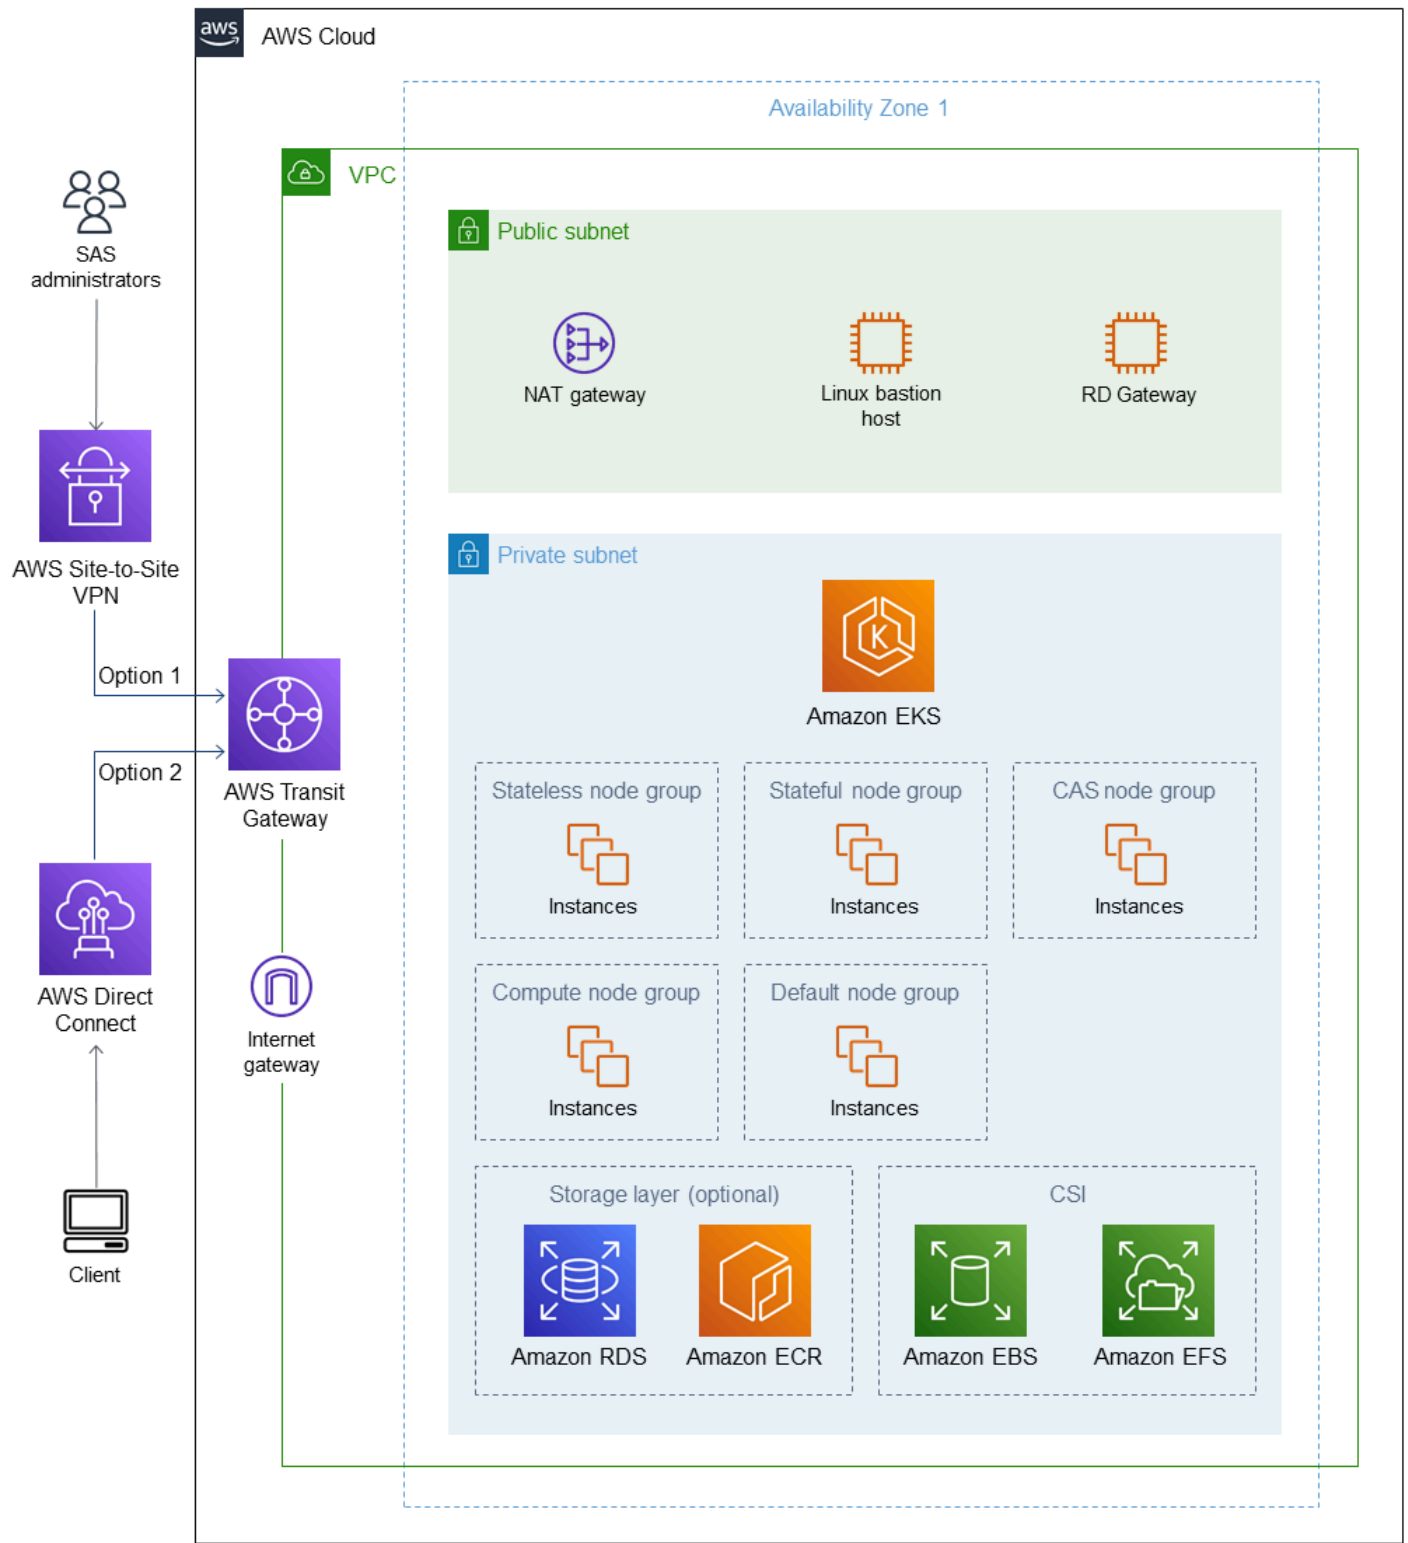 aws
AWS Cloud
Availability Zone 1
VPC
Public subnet
SAS
administrators
NAT gateway
Linux bastion
host
RD Gateway
AWS Site-to-Site
VPN
Private subnet
K
Amazon EKS
Option 1
Option 2
AWS Transit
Gateway
Stateless node group
Instances
Stateful node group
Instances
CAS node group
Instances
AWS Direct
Connect
Internet
gateway
Compute node group
Instances
Default node group
Instances
Client
Storage layer (optional)
Amazon RDS
Amazon ECR
CSI
Amazon EBS
Amazon EFS